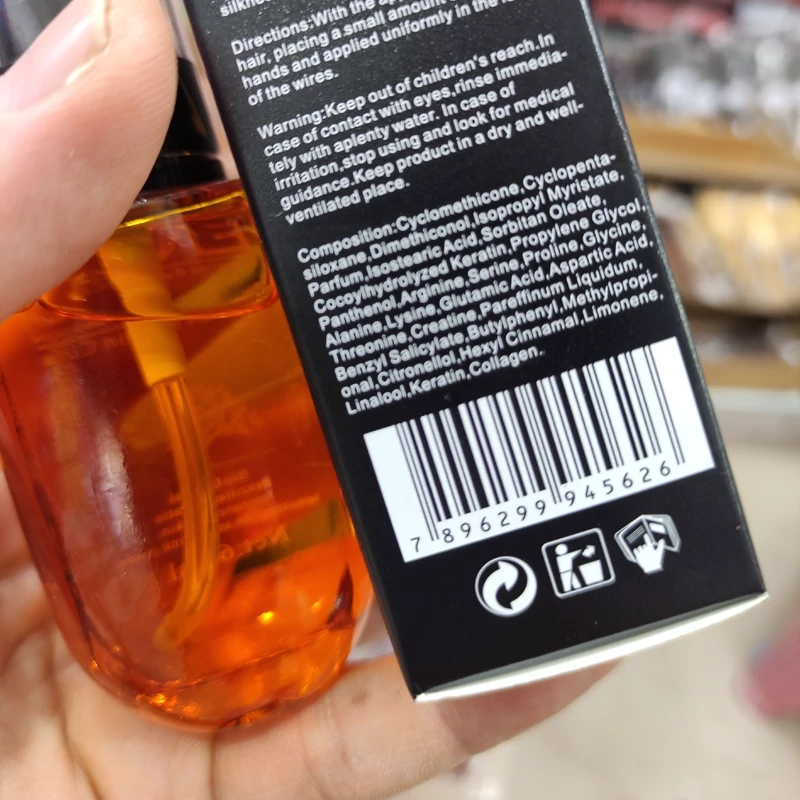 Directions:With the
hair, placing a small amount
hands and applied uniformly in the
of the wires.
Warning:Keep out of children's reach.In
case of contact with eyes,rinse immedia-
tely with aplenty water. In case of
irritation,stop using and look for medical
guidance.Keep product in a dry and well-
ventilated place.
Composition:Cyclomethicone,Cyclopenta-
siloxane,Dimethiconol,Isopropyl Myristate,
Parfum,Isostearic Acid,Sorbitan Oleate,
Cocoylhydrolyzed Keratin,Propylene Glycol,
Panthenol,Arginine,Serine,Proline,Glycine,
Alanine,Lysine,Glutamic Acid,Aspartic Acid,
Threonine,Creatine,Pareffinum Liquidum,
Benzyl Salicylate,Butylphenyl,Methylpropi-
onal,Citronellol,Hexyl Cinnamal,Limonene,
Linalool,Keratin,Collagen.
7 896299 945626